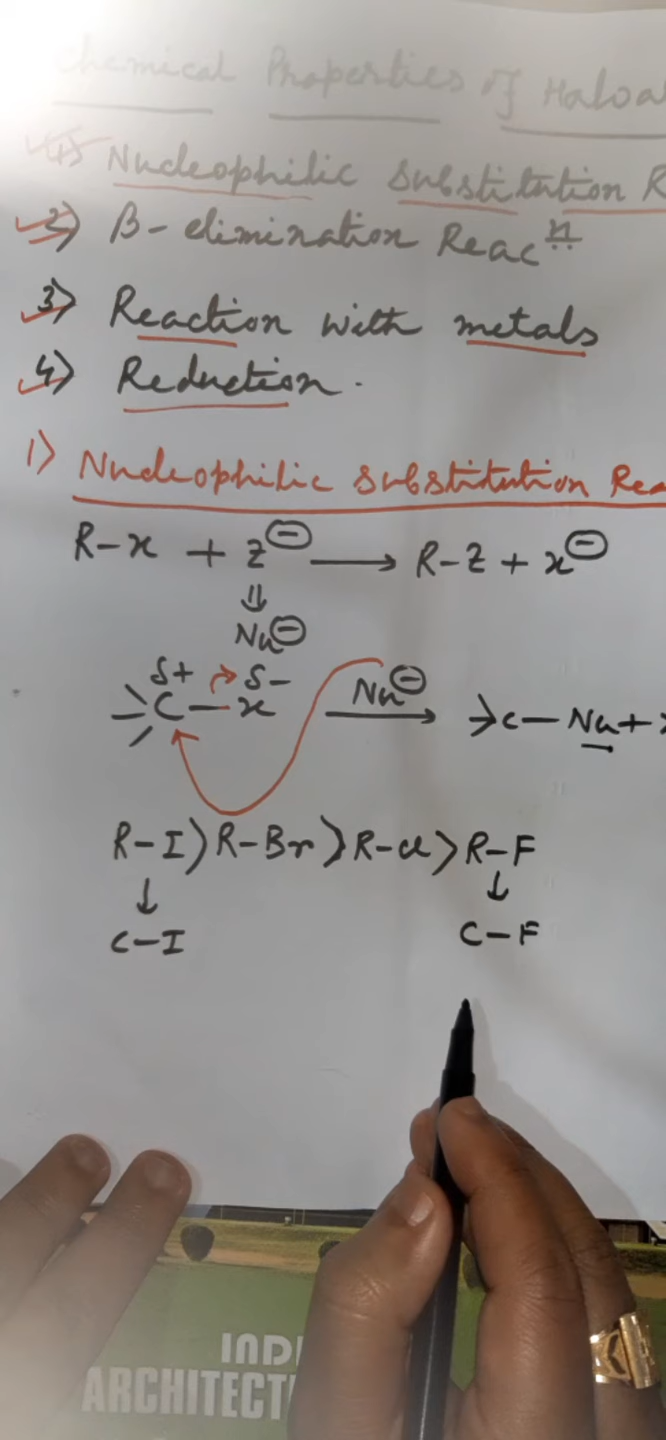 Chemical Properties of Haloa
1) Nucleophilic substitution R
2) β-elimination Reacⁿ
3) Reaction with metals
4) Reduction.
1) Nucleophilic substitution Rea
R-x + Z⊖ ⟶ R-Z + x⊖
⇓
Nu⊖
δ+ δ-
C-x Nu⊖ ⟶ C-Nu +
R-I > R-Br > R-Cl > R-F
↓ ↓
C-I C-F
INDI
ARCHITECT